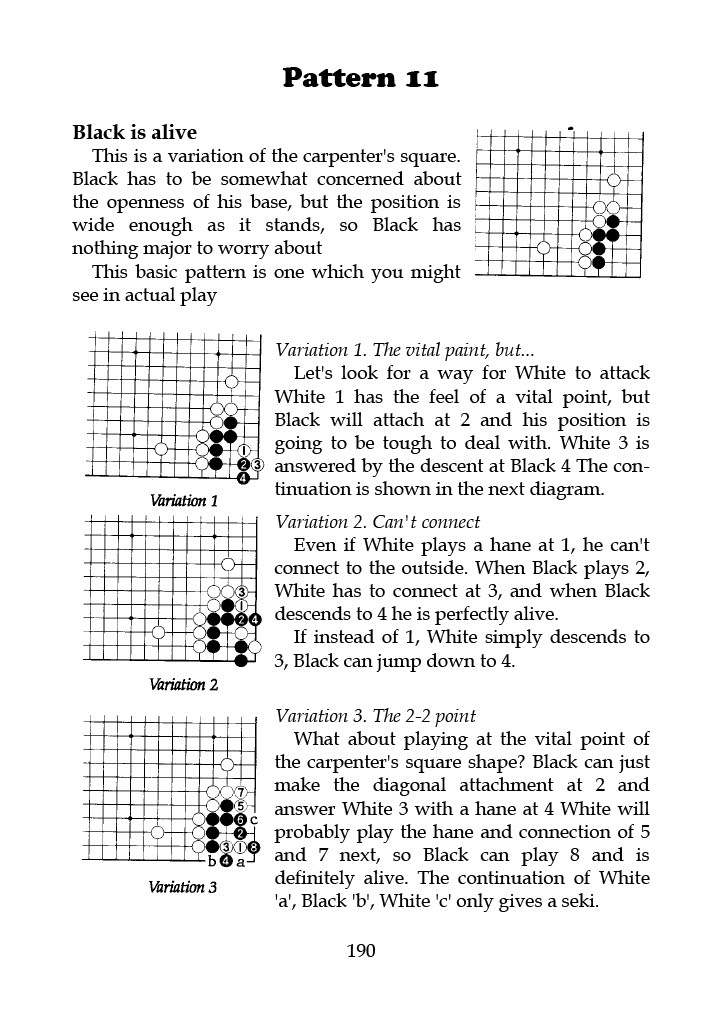 Pattern 11
Black is alive
This is a variation of the carpenter's square.
Black has to be somewhat concerned about
the openness of his base, but the position is
wide enough as it stands, so Black has
nothing major to worry about
This basic pattern is one which you might
see in actual play
Variation 1. The vital paint, but...
Let's look for a way for White to attack
White 1 has the feel of a vital point, but
Black will attach at 2 and his position is
going to be tough to deal with. White 3 is
answered by the descent at Black 4 The con-
tinuation is shown in the next diagram.
1
2 3
4
Variation 1
Variation 2. Can't connect
Even if White plays a hane at 1, he can't
connect to the outside. When Black plays 2,
White has to connect at 3, and when Black
descends to 4 he is perfectly alive.
If instead of 1, White simply descends to
3, Black can jump down to 4.
3
1
2 4
Variation 2
Variation 3. The 2-2 point
What about playing at the vital point of
the carpenter's square shape? Black can just
make the diagonal attachment at 2 and
answer White 3 with a hane at 4 White will
probably play the hane and connection of 5
and 7 next, so Black can play 8 and is
definitely alive. The continuation of White
'a', Black 'b', White 'c' only gives a seki.
7
5
6 c
2
3 1 8
b 4 a
Variation 3
190